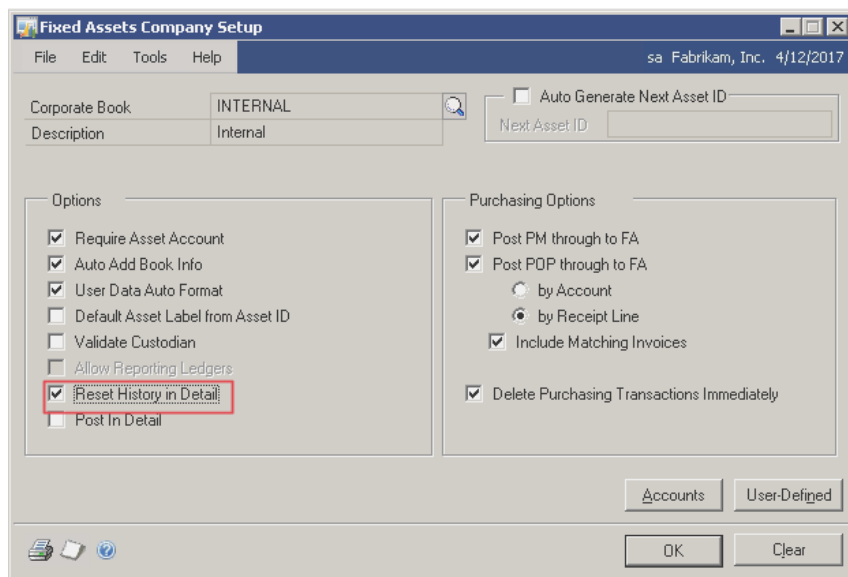 Fixed Assets Company Setup
File Edit Tools Help sa Fabrikam, Inc. 4/12/2017
Corporate Book INTERNAL
Description Internal
Auto Generate Next Asset ID
Next Asset ID
Options
Require Asset Account
Auto Add Book Info
User Data Auto Format
Default Asset Label from Asset ID
Validate Custodian
Allow Reporting Ledgers
Reset History in Detail
Post In Detail
Purchasing Options
Post PM through to FA
Post POP through to FA
by Account
by Receipt Line
Include Matching Invoices
Delete Purchasing Transactions Immediately
Accounts User-Defined
OK Clear